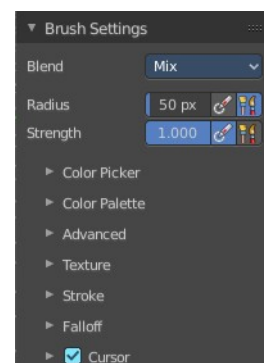 Brush Settings
Blend Mix
Radius 50 px
Strength 1.000
Color Picker
Color Palette
Advanced
Texture
Stroke
Falloff
Cursor